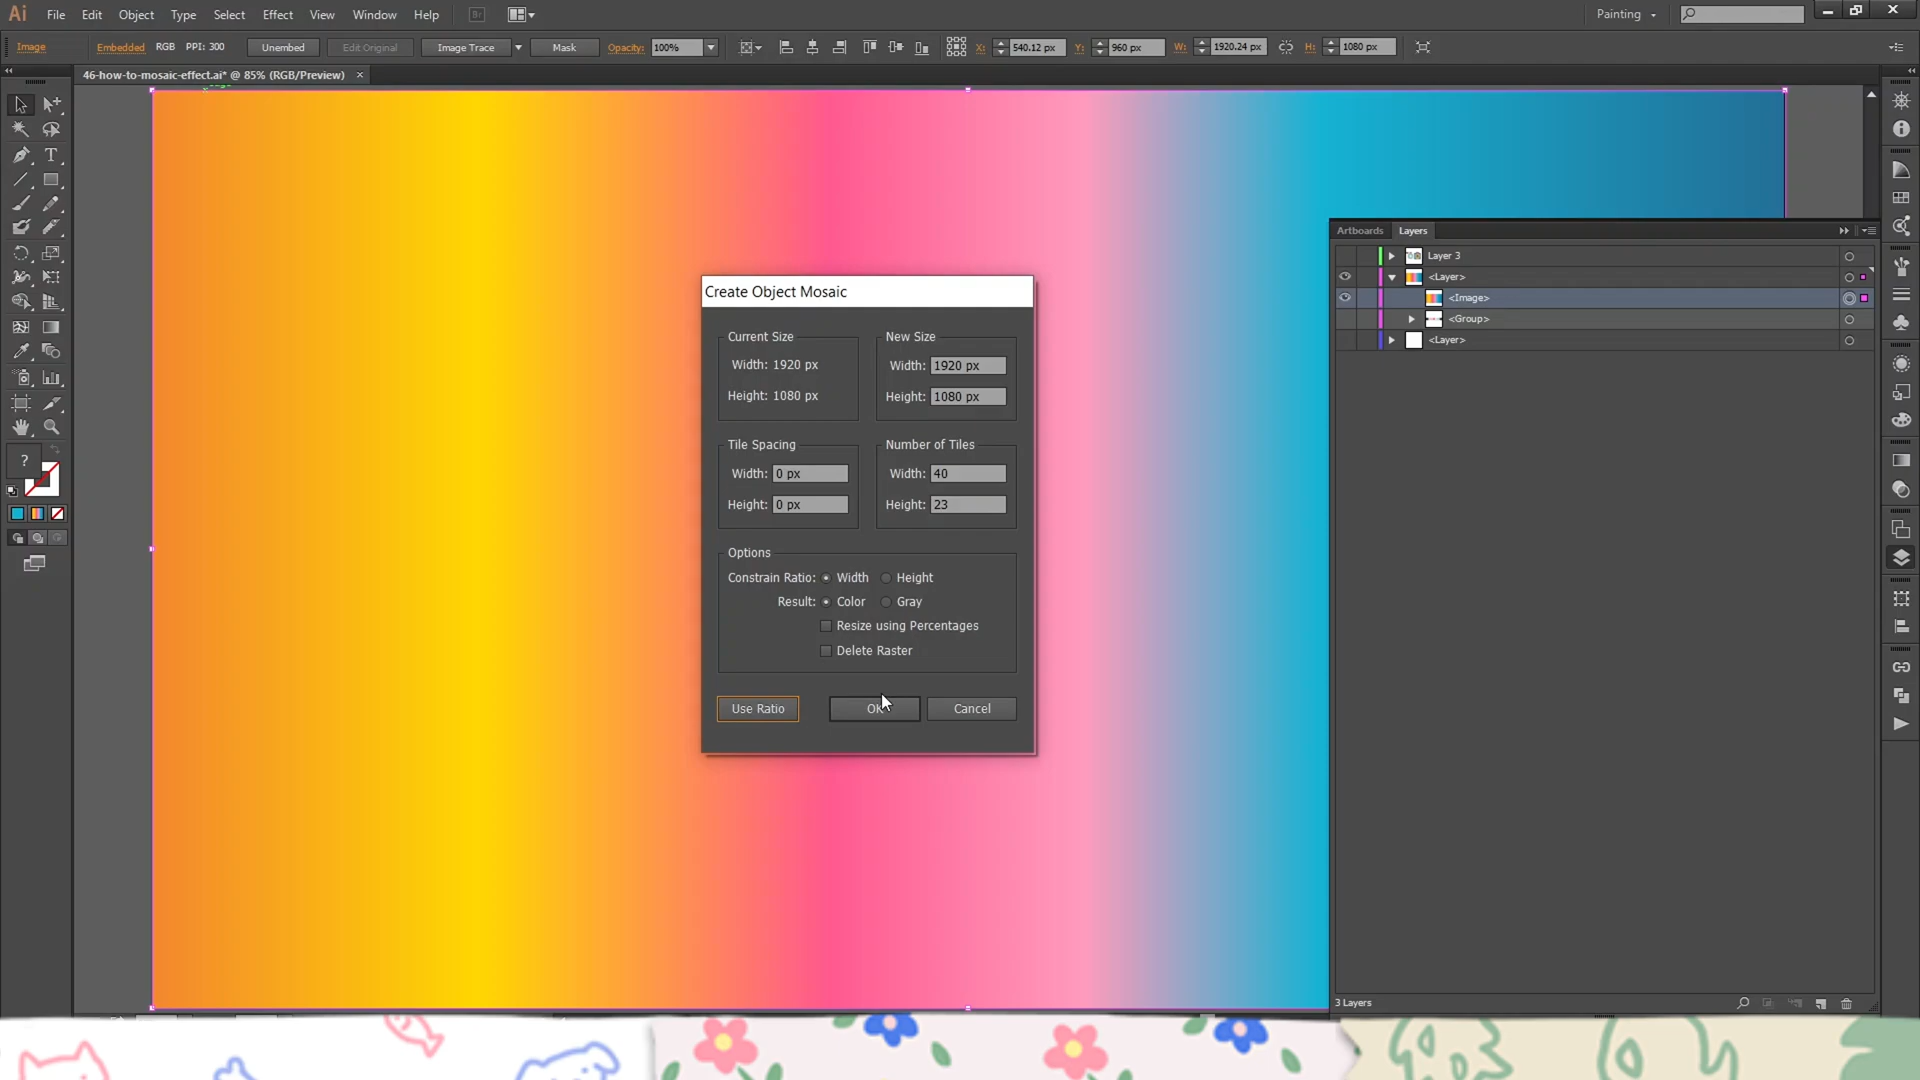 Ai File Edit Object Type Select Effect View Window Help Br Painting
Image Embedded RGB PPI: 300 Unembed Edit Original Image Trace Mask Opacity: 100% X: 540.12 px Y: 960 px W: 1920.24 px H: 1080 px
46-how-to-mosaic-effect.ai* @ 85% (RGB/Preview)
Artboards Layers
Layer 3
<Layer>
<Image>
<Group>
<Layer>
Create Object Mosaic
Current Size New Size
Width: 1920 px Width: 1920 px
Height: 1080 px Height: 1080 px
Tile Spacing Number of Tiles
Width: 0 px Width: 40
Height: 0 px Height: 23
Options
Constrain Ratio: Width Height
Result: Color Gray
Resize using Percentages
Delete Raster
Use Ratio OK Cancel
?
3 Layers